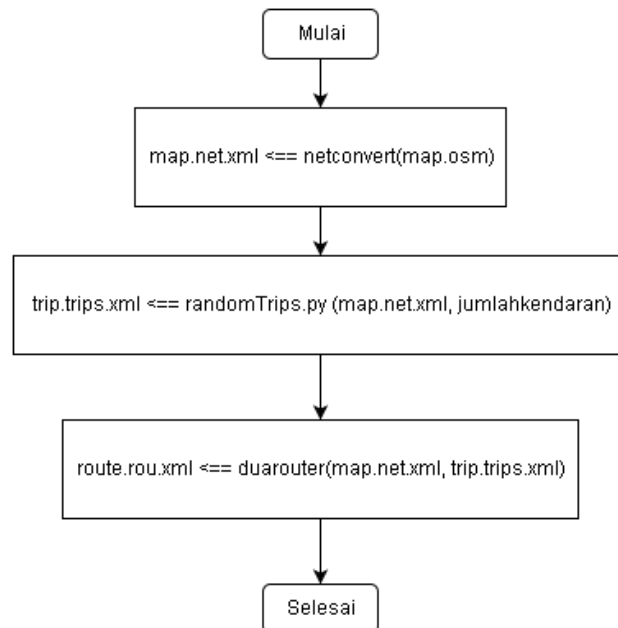 Mulai
map.net.xml <== netconvert(map.osm)
trip.trips.xml <== randomTrips.py (map.net.xml, jumlahkendaran)
route.rou.xml <== duarouter(map.net.xml, trip.trips.xml)
Selesai